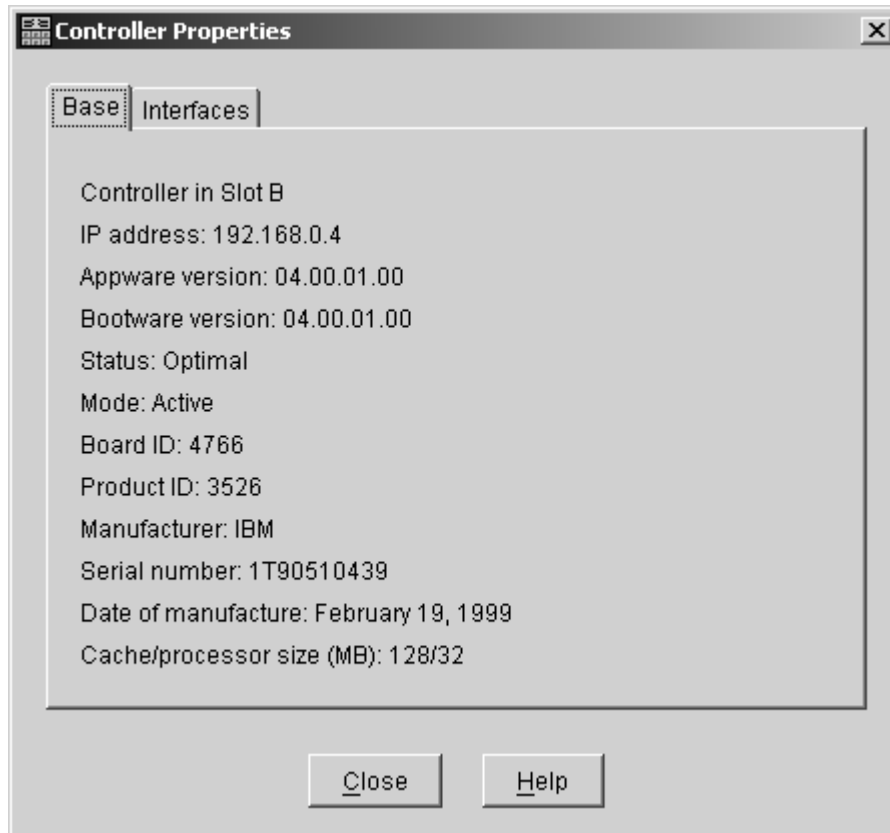 Controller Properties
Base
Interfaces
Controller in Slot B
IP address: 192.168.0.4
Appware version: 04.00.01.00
Bootware version: 04.00.01.00
Status: Optimal
Mode: Active
Board ID: 4766
Product ID: 3526
Manufacturer: IBM
Serial number: 1T90510439
Date of manufacture: February 19, 1999
Cache/processor size (MB): 128/32
Close
Help